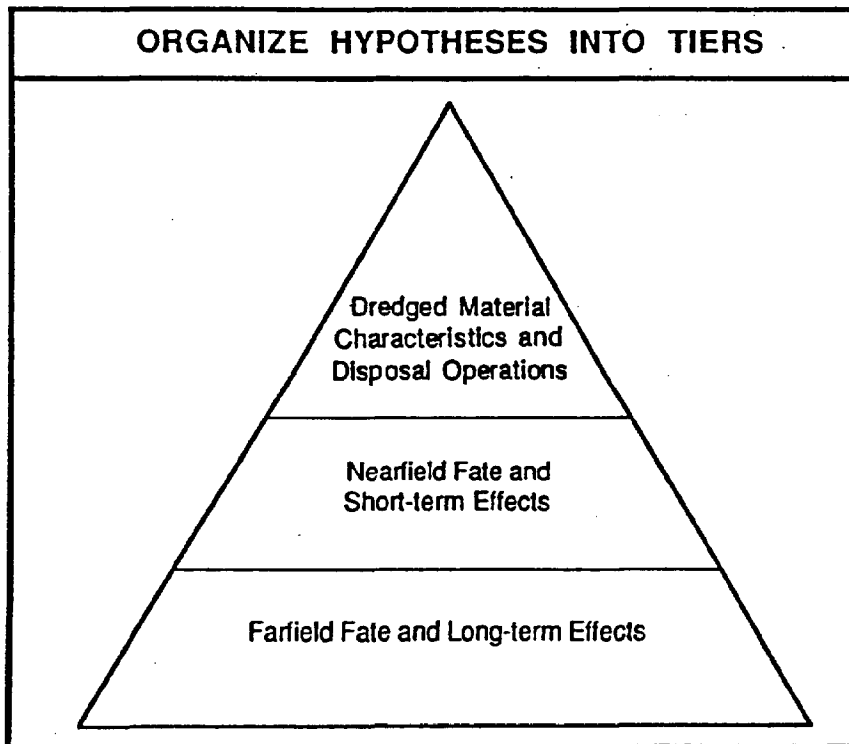 ORGANIZE HYPOTHESES INTO TIERS
Dredged Material
Characteristics and
Disposal Operations
Nearfield Fate and
Short-term Effects
Farfield Fate and Long-term Effects